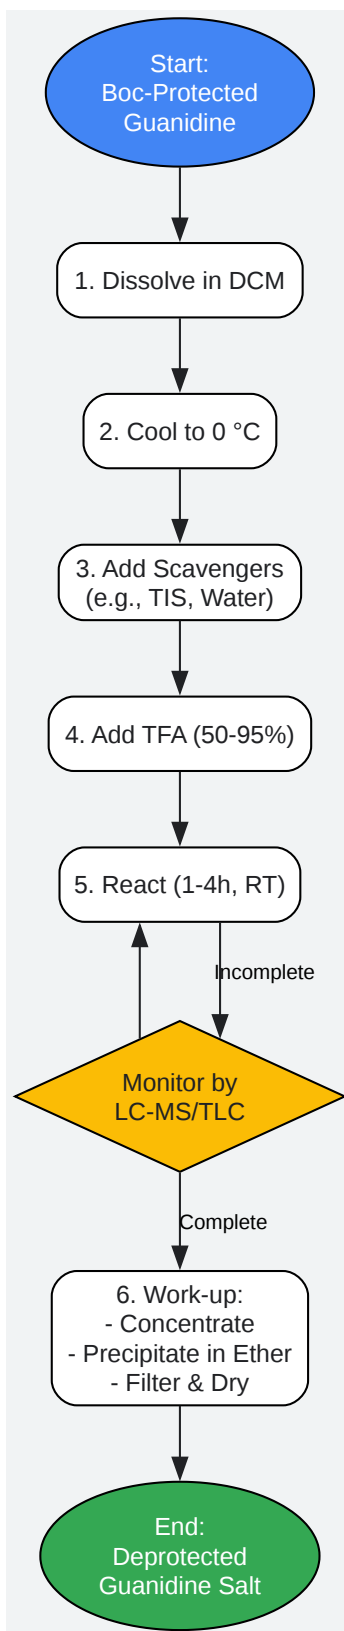 Start:
Boc-Protected
Guanidine
1. Dissolve in DCM
2. Cool to 0 °C
3. Add Scavengers
(e.g., TIS, Water)
4. Add TFA (50-95%)
5. React (1-4h, RT)
Incomplete
Monitor by
LC-MS/TLC
Complete
6. Work-up:
- Concentrate
- Precipitate in Ether
- Filter & Dry
End:
Deprotected
Guanidine Salt